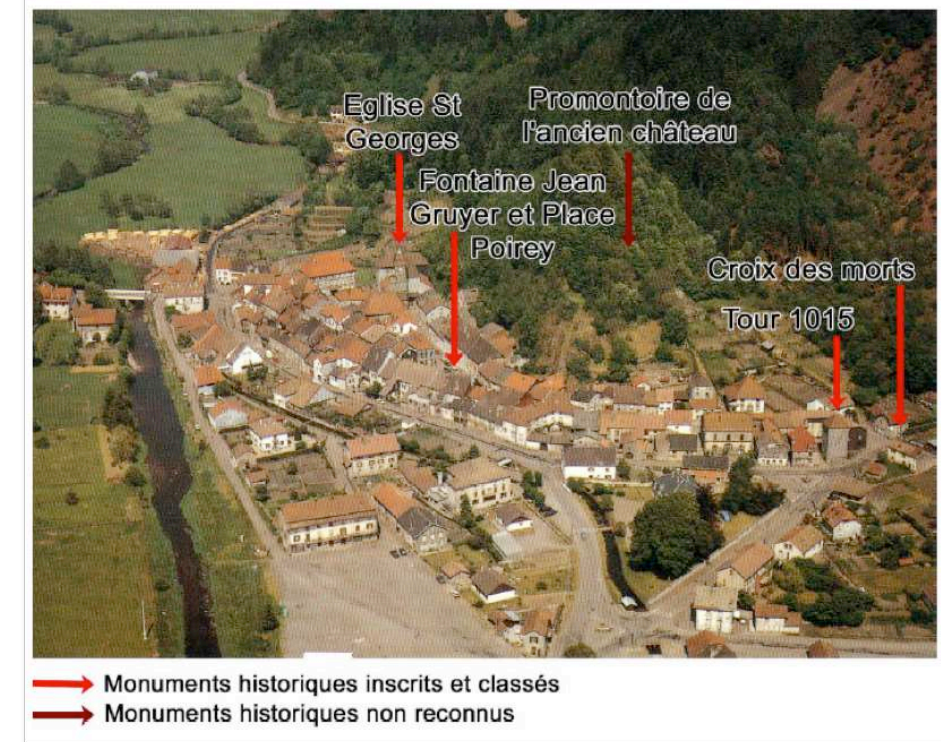 Eglise St
Georges
Promontoire de
l'ancien château
Fontaine Jean
Gruyer et Place
Poirey
Croix des morts
Tour 1015
Monuments historiques inscrits et classés
Monuments historiques non reconnus